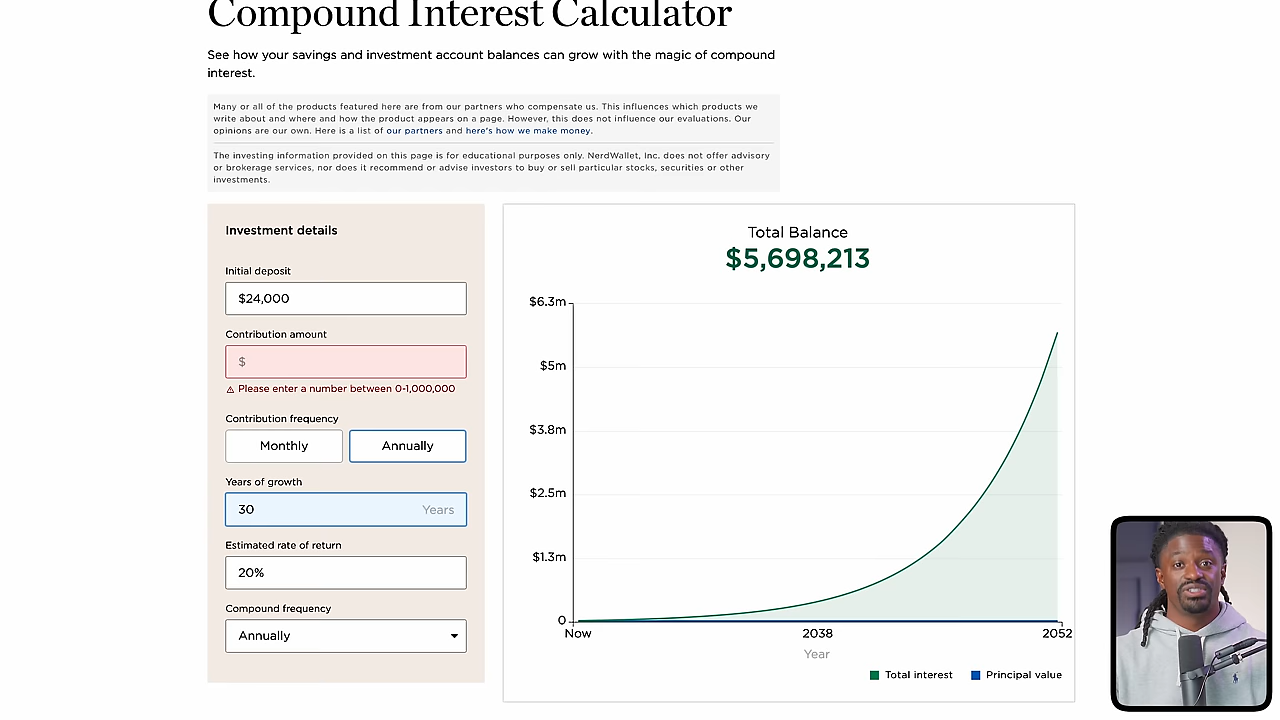 Compound Interest Calculator
See how your savings and investment account balances can grow with the magic of compound
interest.
Many or all of the products featured here are from our partners who compensate us. This influences which products we
write about and where and how the product appears on a page. However, this does not influence our evaluations. Our
opinions are our own. Here is a list of our partners and here's how we make money.
The investing information provided on this page is for educational purposes only. NerdWallet, Inc. does not offer advisory
or brokerage services, nor does it recommend or advise investors to buy or sell particular stocks, securities or other
investments.
Investment details
Initial deposit
$24,000
Contribution amount
$
Please enter a number between 0-1,000,000
Contribution frequency
Monthly Annually
Years of growth
30 Years
Estimated rate of return
20%
Compound frequency
Annually
Total Balance
$5,698,213
$6.3m
$5m
$3.8m
$2.5m
$1.3m
0
Now 2038 2052
Year
Total interest Principal value